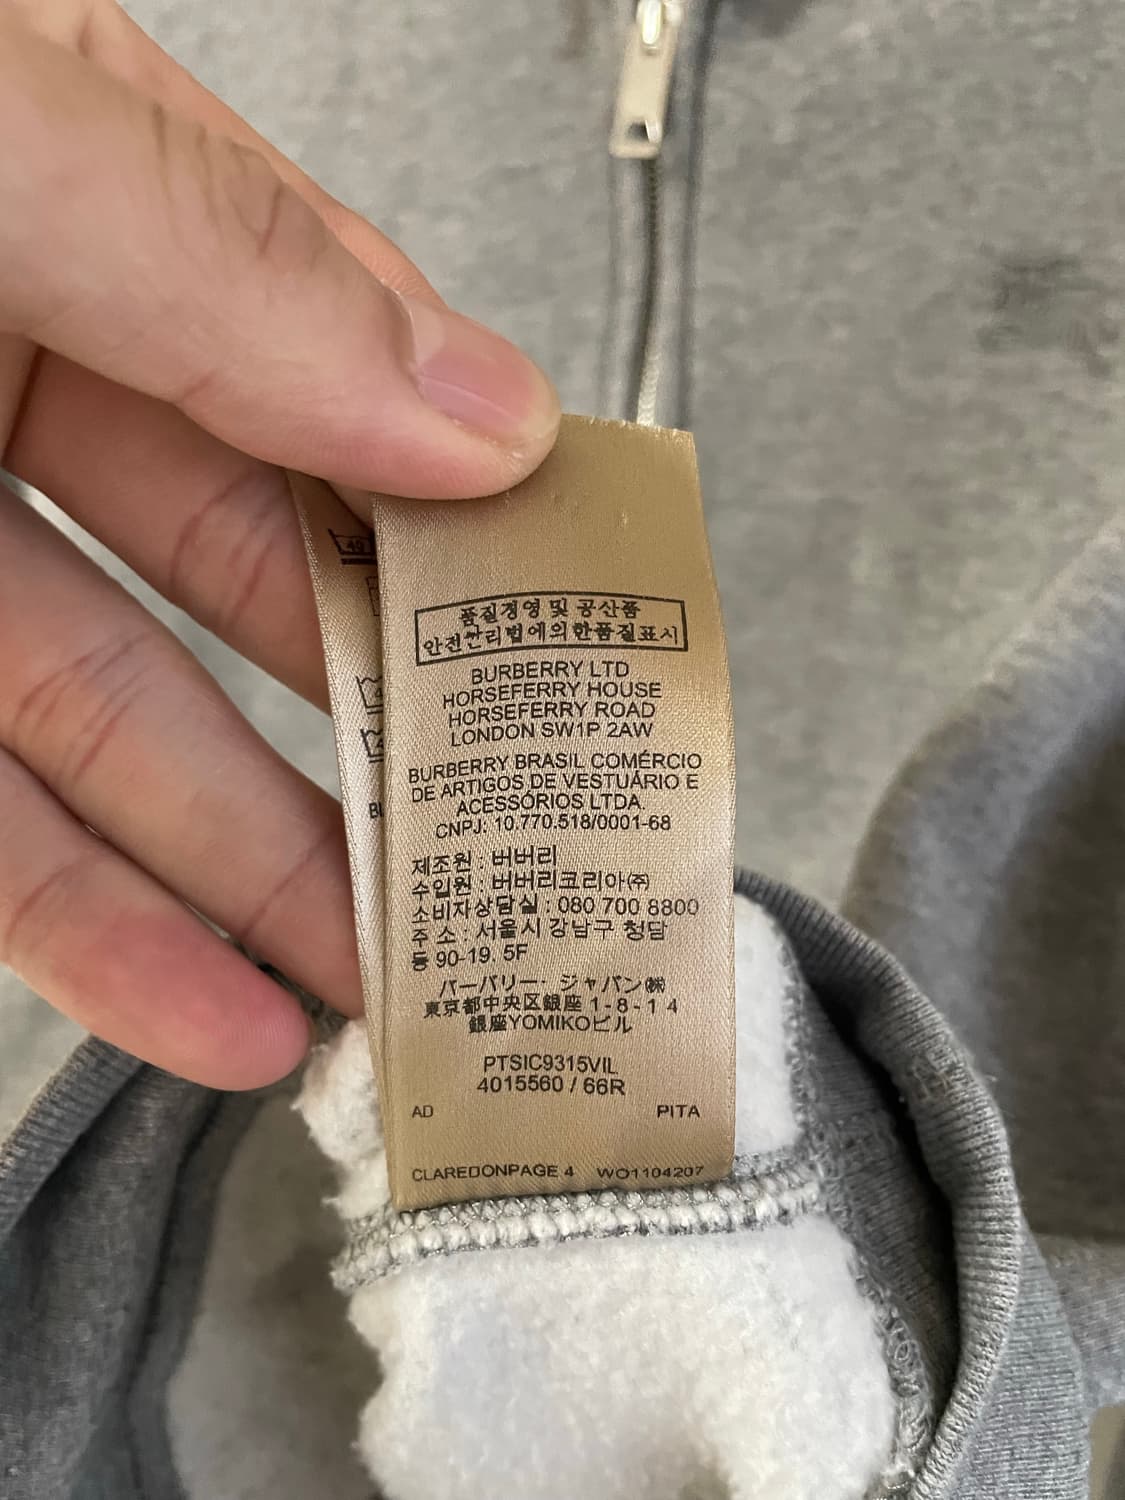 품질경영 및 공산품
안전관리법에의한품질표시
BURBERRY LTD
HORSEFERRY HOUSE
HORSEFERRY ROAD
LONDON SW1P 2AW
BURBERRY BRASIL COMÉRCIO
DE ARTIGOS DE VESTUÁRIO E
ACESSÓRIOS LTDA.
CNPJ: 10.770.518/0001-68
제조원 : 버버리
수입원 : 버버리코리아㈜
소비자상담실 : 080 700 8800
주 소 : 서울시 강남구 청담
동 90-19. 5F
バーバリー・ジャパン㈱
東京都中央区銀座 1-8-1 4
銀座YOMIKOビル
PTSIC9315VIL
4015560 / 66R
AD PITA
CLAREDONPAGE 4 WO1104207